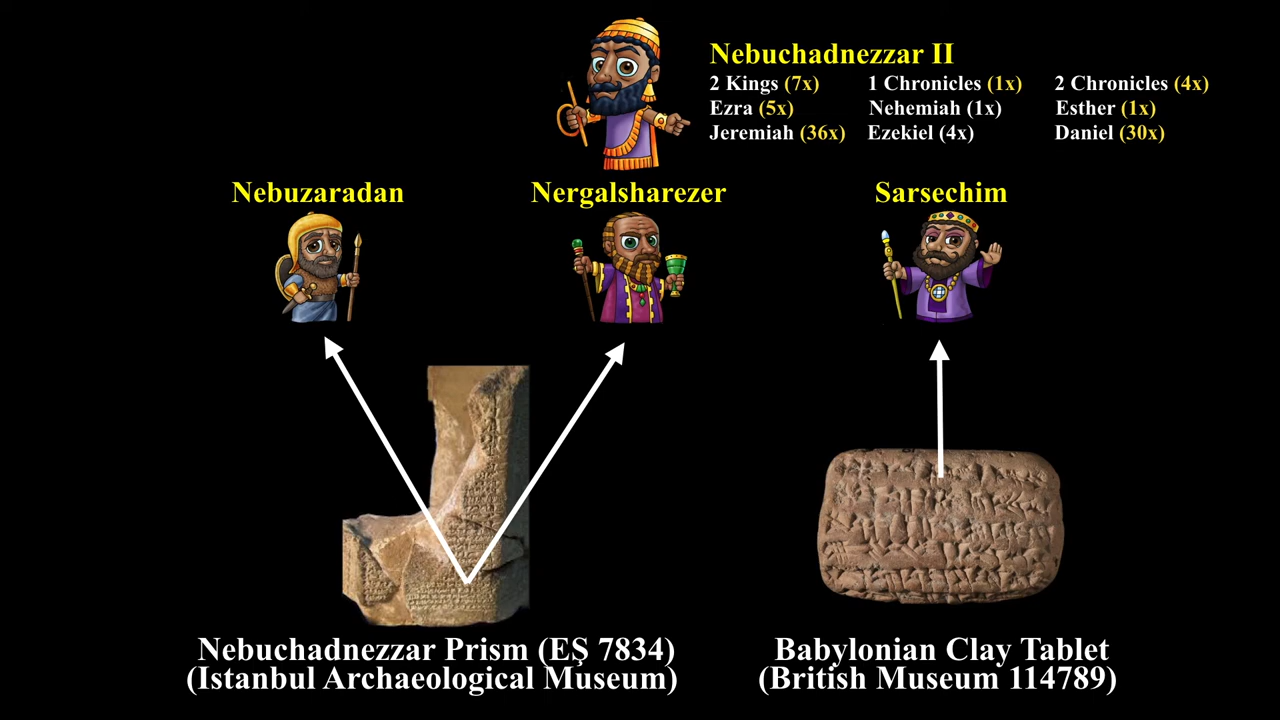 Nebuchadnezzar II
2 Kings (7x) 1 Chronicles (1x) 2 Chronicles (4x)
Ezra (5x) Nehemiah (1x) Esther (1x)
Jeremiah (36x) Ezekiel (4x) Daniel (30x)
Nebuzaradan Nergalsharezer Sarsechim
Nebuchadnezzar Prism (EŞ 7834)
(Istanbul Archaeological Museum)
Babylonian Clay Tablet
(British Museum 114789)